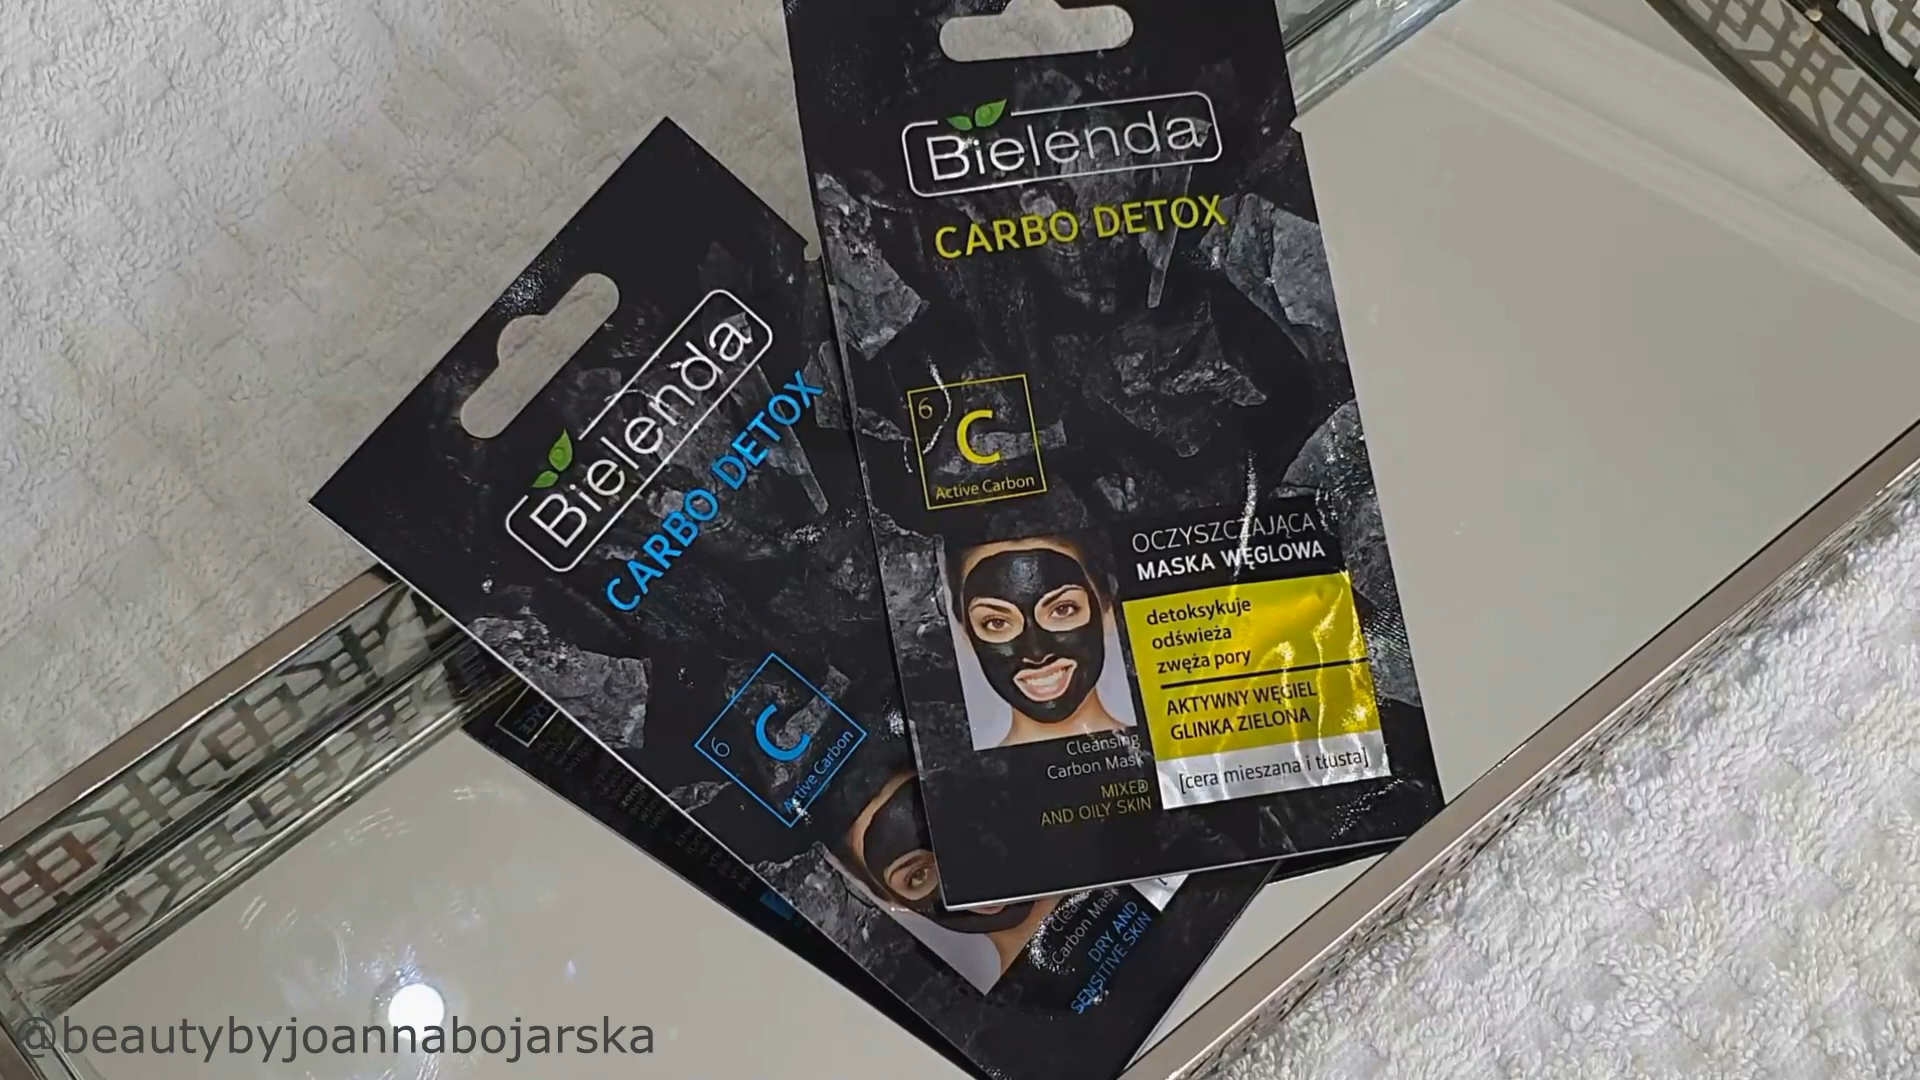 Bielenda
CARBO DETOX
6
C
Active Carbon
OCZYSZCZAJĄCA
MASKA WĘGLOWA
detoksykuje
odświeża
zwęża pory
AKTYWNY WĘGIEL
GLINKA ZIELONA
[cera mieszana i tłusta]
Cleansing
Carbon Mask
MIXED
AND OILY SKIN
Bielenda
CARBO DETOX
6
C
Active Carbon
Carbon Mask
DRY AND
SENSITIVE SKIN
@beautybyjoannabojarska